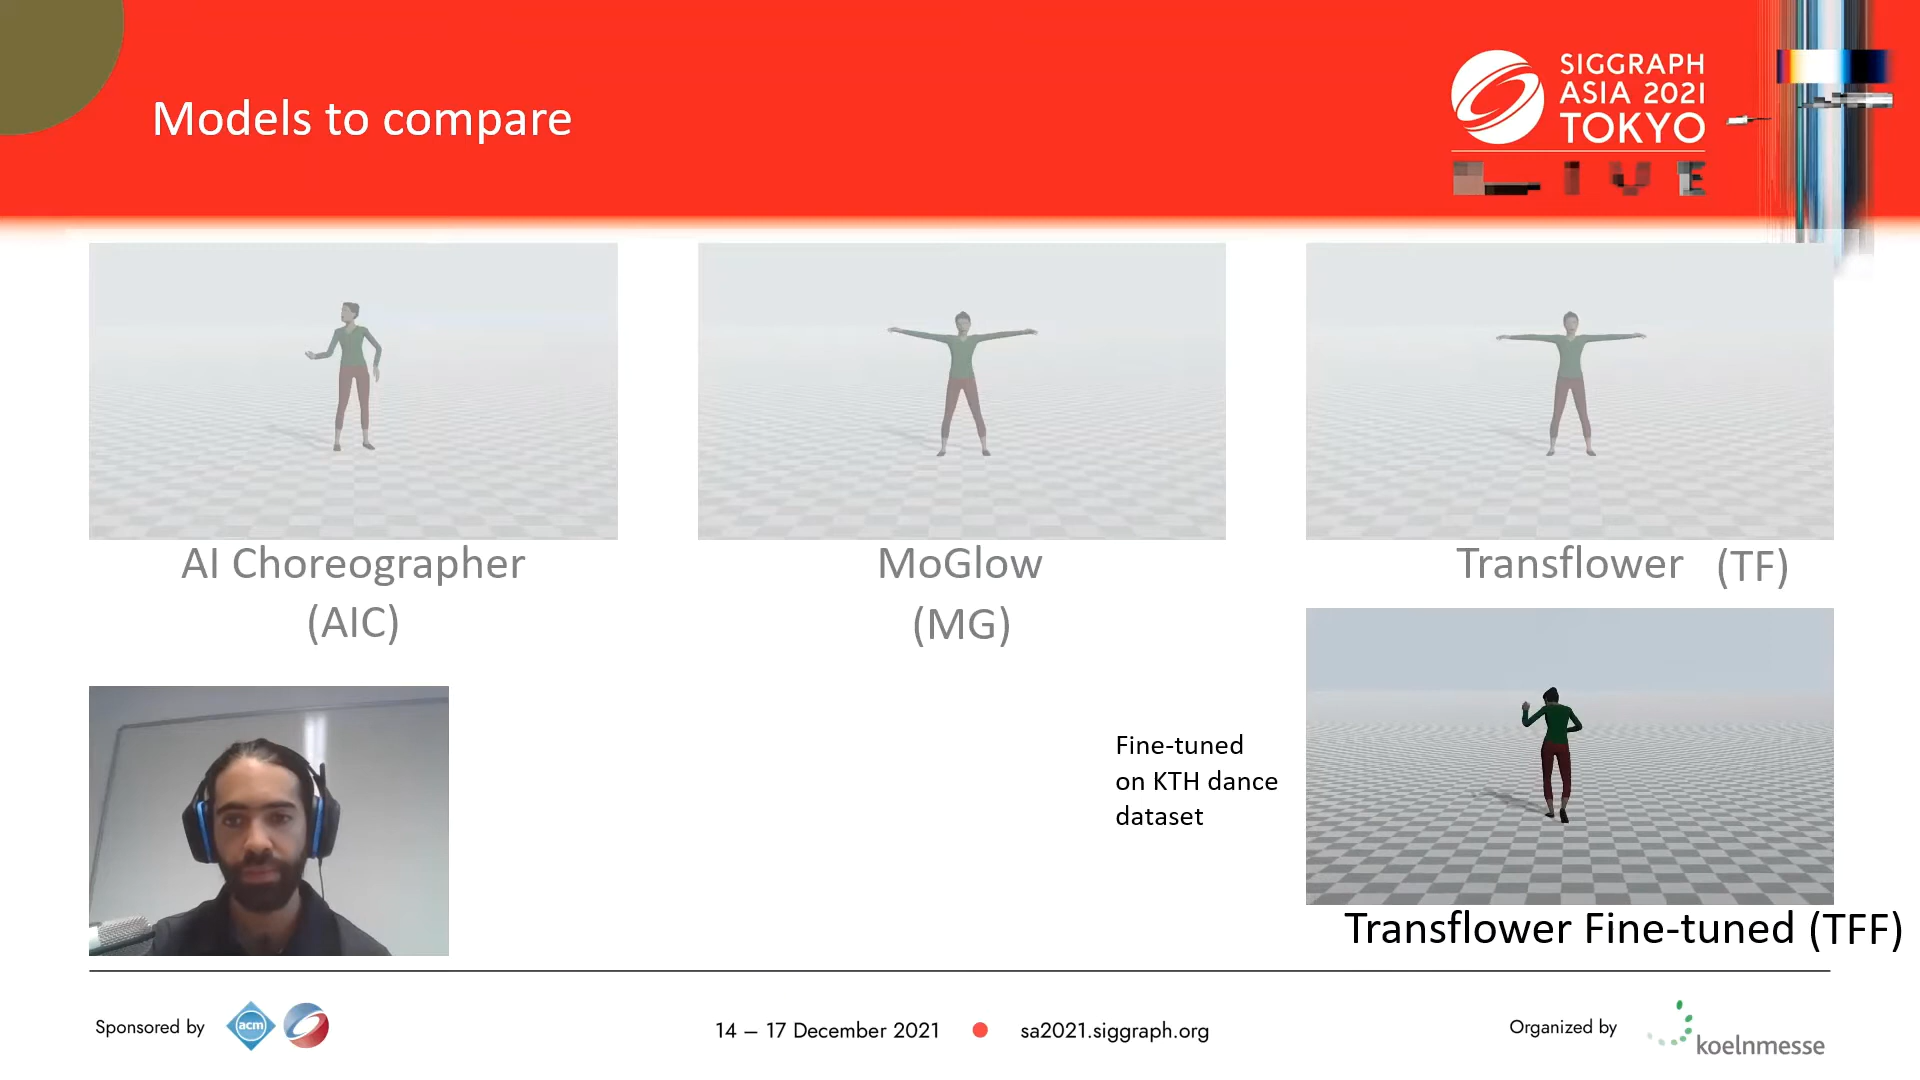 Models to compare
SIGGRAPH
ASIA 2021
TOKYO
LIVE
AI Choreographer
(AIC)
MoGlow
(MG)
Transflower (TF)
Fine-tuned
on KTH dance
dataset
Transflower Fine-tuned (TFF)
Sponsored by
acm
14 – 17 December 2021
sa2021.siggraph.org
Organized by
koelnmesse